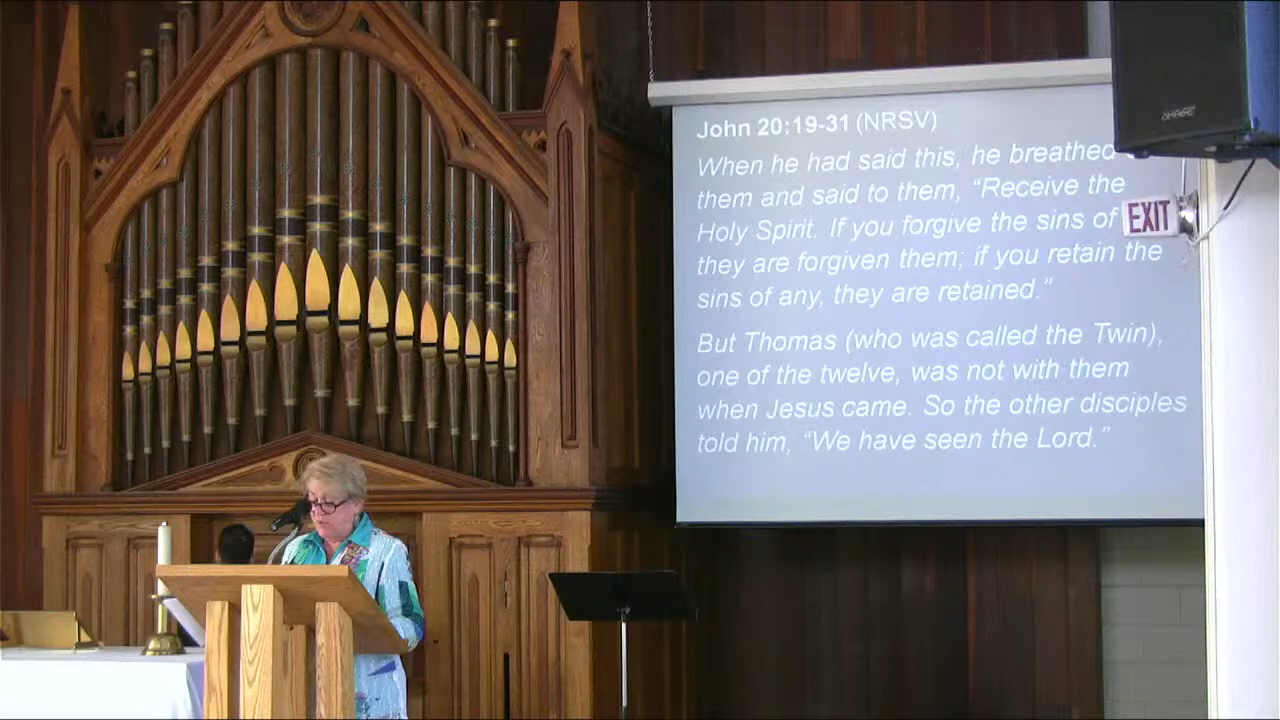 John 20:19-31 (NRSV)
When he had said this, he breathed
them and said to them, “Receive the
Holy Spirit. If you forgive the sins of
they are forgiven them; if you retain the
sins of any, they are retained.”
But Thomas (who was called the Twin),
one of the twelve, was not with them
when Jesus came. So the other disciples
told him, “We have seen the Lord.”
EXIT